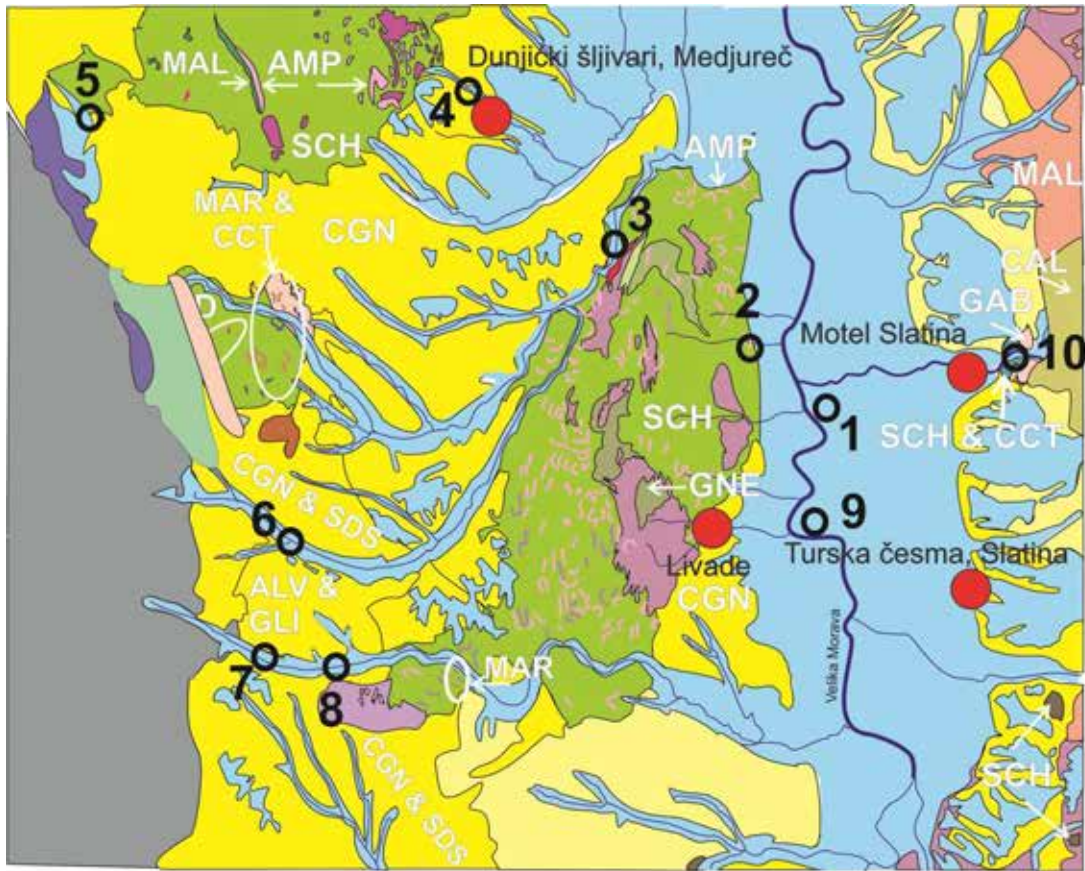 Dunjićki šljivari, Medjureč
5
MAL
AMP
4
SCH
AMP
MAR &
CCT
CGN
3
MAL
CAL
GAB
D
2
Motel Slatina
10
1
SCH
SCH & CCT
GNE
CGN & SDS
6
9
Livade
Turska česma, Slatina
CGN
ALV &
GLI
7
8
MAR
Velika Morava
CGN & SDS
SCH